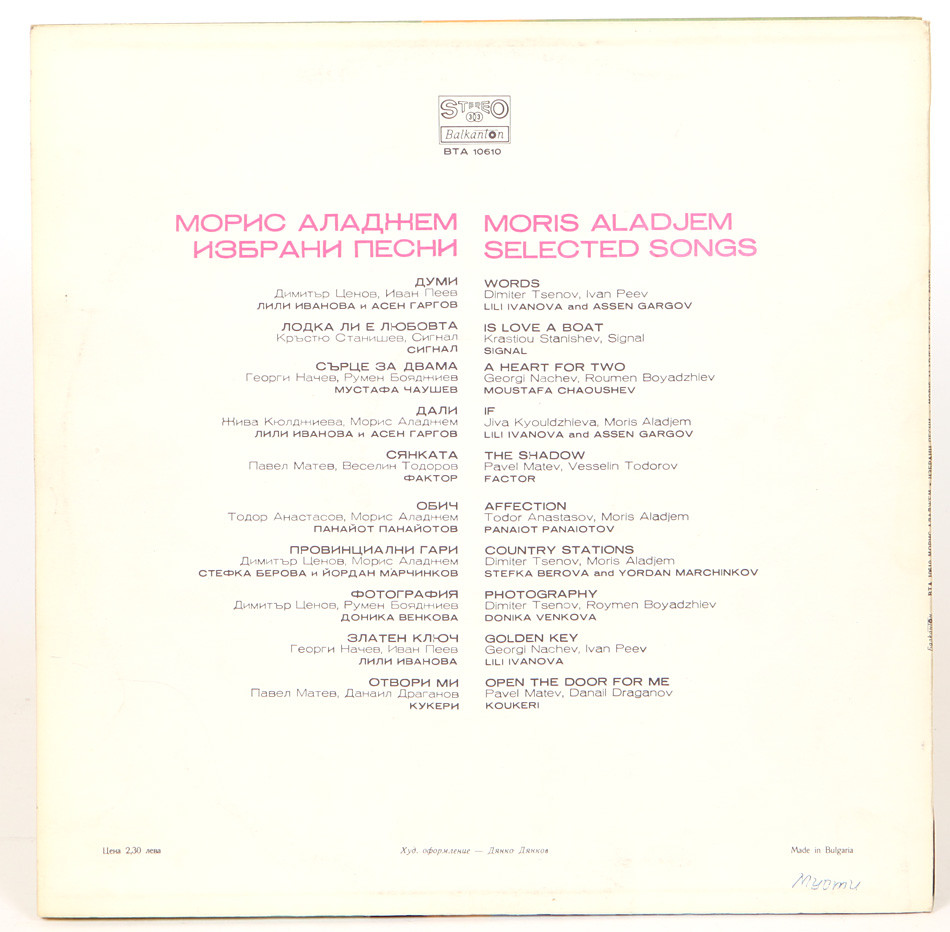 STEREO
33
Balkanton
BTA 10610
МОРИС АЛАДЖЕМ
ИЗБРАНИ ПЕСНИ
ДУМИ
Димитър Ценов, Иван Пеев
ЛИЛИ ИВАНОВА и АСЕН ГАРГОВ
ЛОДКА ЛИ Е ЛЮБОВТА
Кръстю Станишев, Сигнал
СИГНАЛ
СЪРЦЕ ЗА ДВАМА
Георги Начев, Румен Бояджиев
МУСТАФА ЧАУШЕВ
ДАЛИ
Жива Кюлджиева, Морис Аладжем
ЛИЛИ ИВАНОВА и АСЕН ГАРГОВ
СЯНКАТА
Павел Матев, Веселин Тодоров
ФАКТОР
ОБИЧ
Тодор Анастасов, Морис Аладжем
ПАНАЙОТ ПАНАЙОТОВ
ПРОВИНЦИАЛНИ ГАРИ
Димитър Ценов, Морис Аладжем
СТЕФКА БЕРОВА и ЙОРДАН МАРЧИНКОВ
ФОТОГРАФИЯ
Димитър Ценов, Румен Бояджиев
ДОНИКА ВЕНКОВА
ЗЛАТЕН КЛЮЧ
Георги Начев, Иван Пеев
ЛИЛИ ИВАНОВА
ОТВОРИ МИ
Павел Матев, Данаил Драганов
КУКЕРИ
MORIS ALADJEM
SELECTED SONGS
WORDS
Dimiter Tsenov, Ivan Peev
LILI IVANOVA and ASSEN GARGOV
IS LOVE A BOAT
Krastiou Stanishev, Signal
SIGNAL
A HEART FOR TWO
Georgi Nachev, Roumen Boyadzhiev
MOUSTAFA CHAOUSHEV
IF
Jiva Kyouldzhieva, Moris Aladjem
LILI IVANOVA and ASSEN GARGOV
THE SHADOW
Pavel Matev, Vesselin Todorov
FACTOR
AFFECTION
Todor Anastasov, Moris Aladjem
PANAIOT PANAIOTOV
COUNTRY STATIONS
Dimiter Tsenov, Moris Aladjem
STEFKA BEROVA and YORDAN MARCHINKOV
PHOTOGRAPHY
Dimiter Tsenov, Roymen Boyadzhiev
DONIKA VENKOVA
GOLDEN KEY
Georgi Nachev, Ivan Peev
LILI IVANOVA
OPEN THE DOOR FOR ME
Pavel Matev, Danail Draganov
KOUKERI
Balkanton — BTA 10610 МОРИС АЛАДЖЕМ • ИЗБРАНИ ПЕСНИ
Цена 2,30 лева
Худ. оформление — Дянко Дянков
Made in Bulgaria